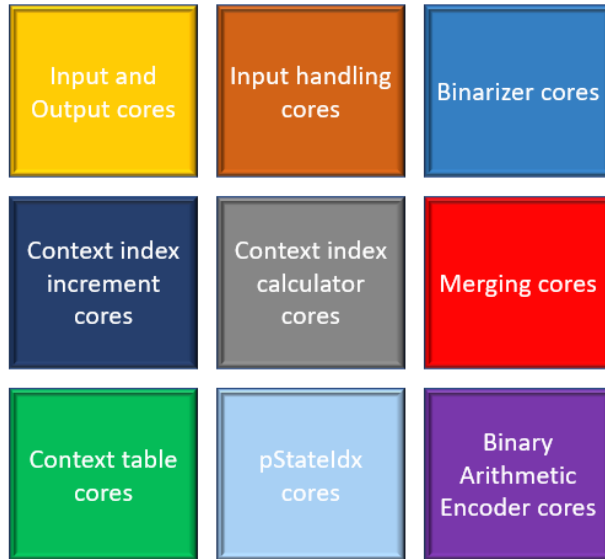 Input and
Output cores
Input handling
cores
Binarizer cores
Context index
increment
cores
Context index
calculator
cores
Merging cores
Context table
cores
pStateIdx
cores
Binary
Arithmetic
Encoder cores